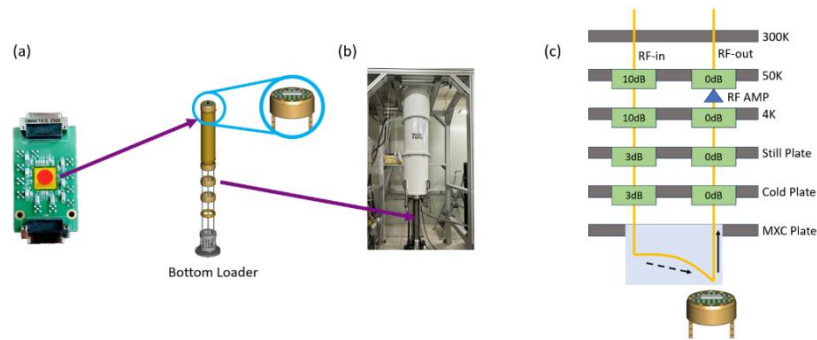 (a)
Bottom Loader
(b)
(c)
300K
RF-in
RF-out
10dB
0dB
50K
RF AMP
10dB
0dB
4K
3dB
0dB
Still Plate
3dB
0dB
Cold Plate
MXC Plate